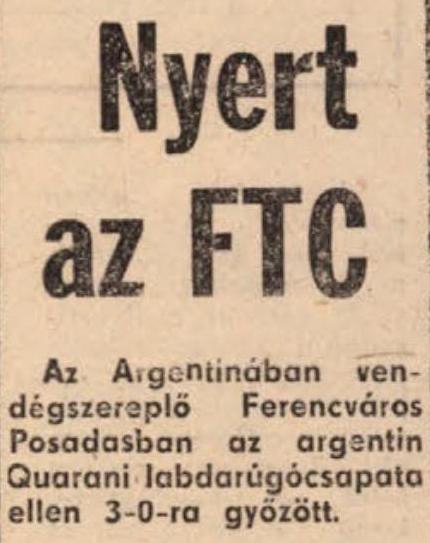 Nyert
az FTC
Az Argentinában ven-
dégszereplő Ferencváros
Posadasban az argentin
Quarani labdarúgócsapata
ellen 3-0-ra győzött.